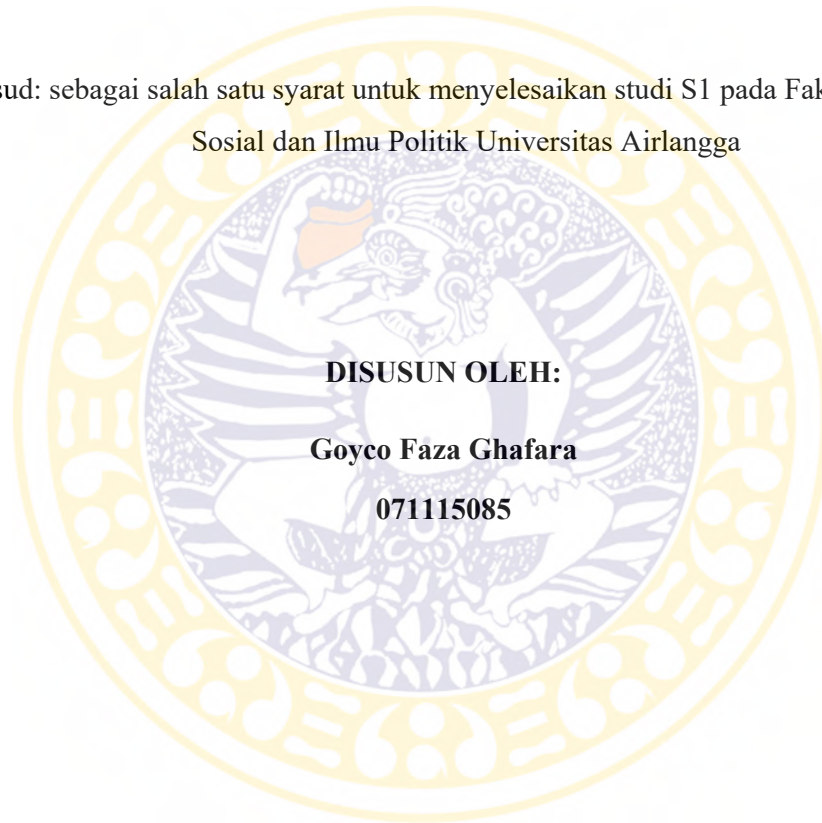 sud: sebagai salah satu syarat untuk menyelesaikan studi S1 pada Fak
Sosial dan Ilmu Politik Universitas Airlangga
DISUSUN OLEH:
Goyco Faza Ghafara
071115085